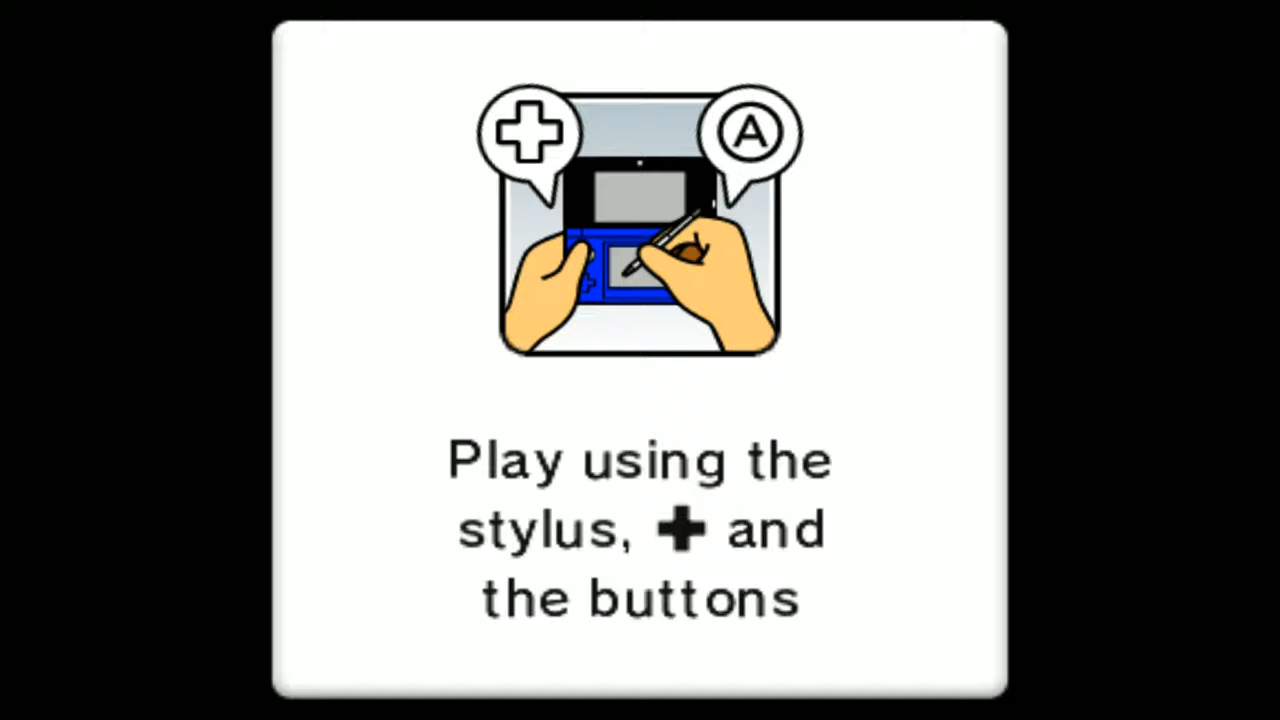 A
Play using the
stylus, ✚ and
the buttons